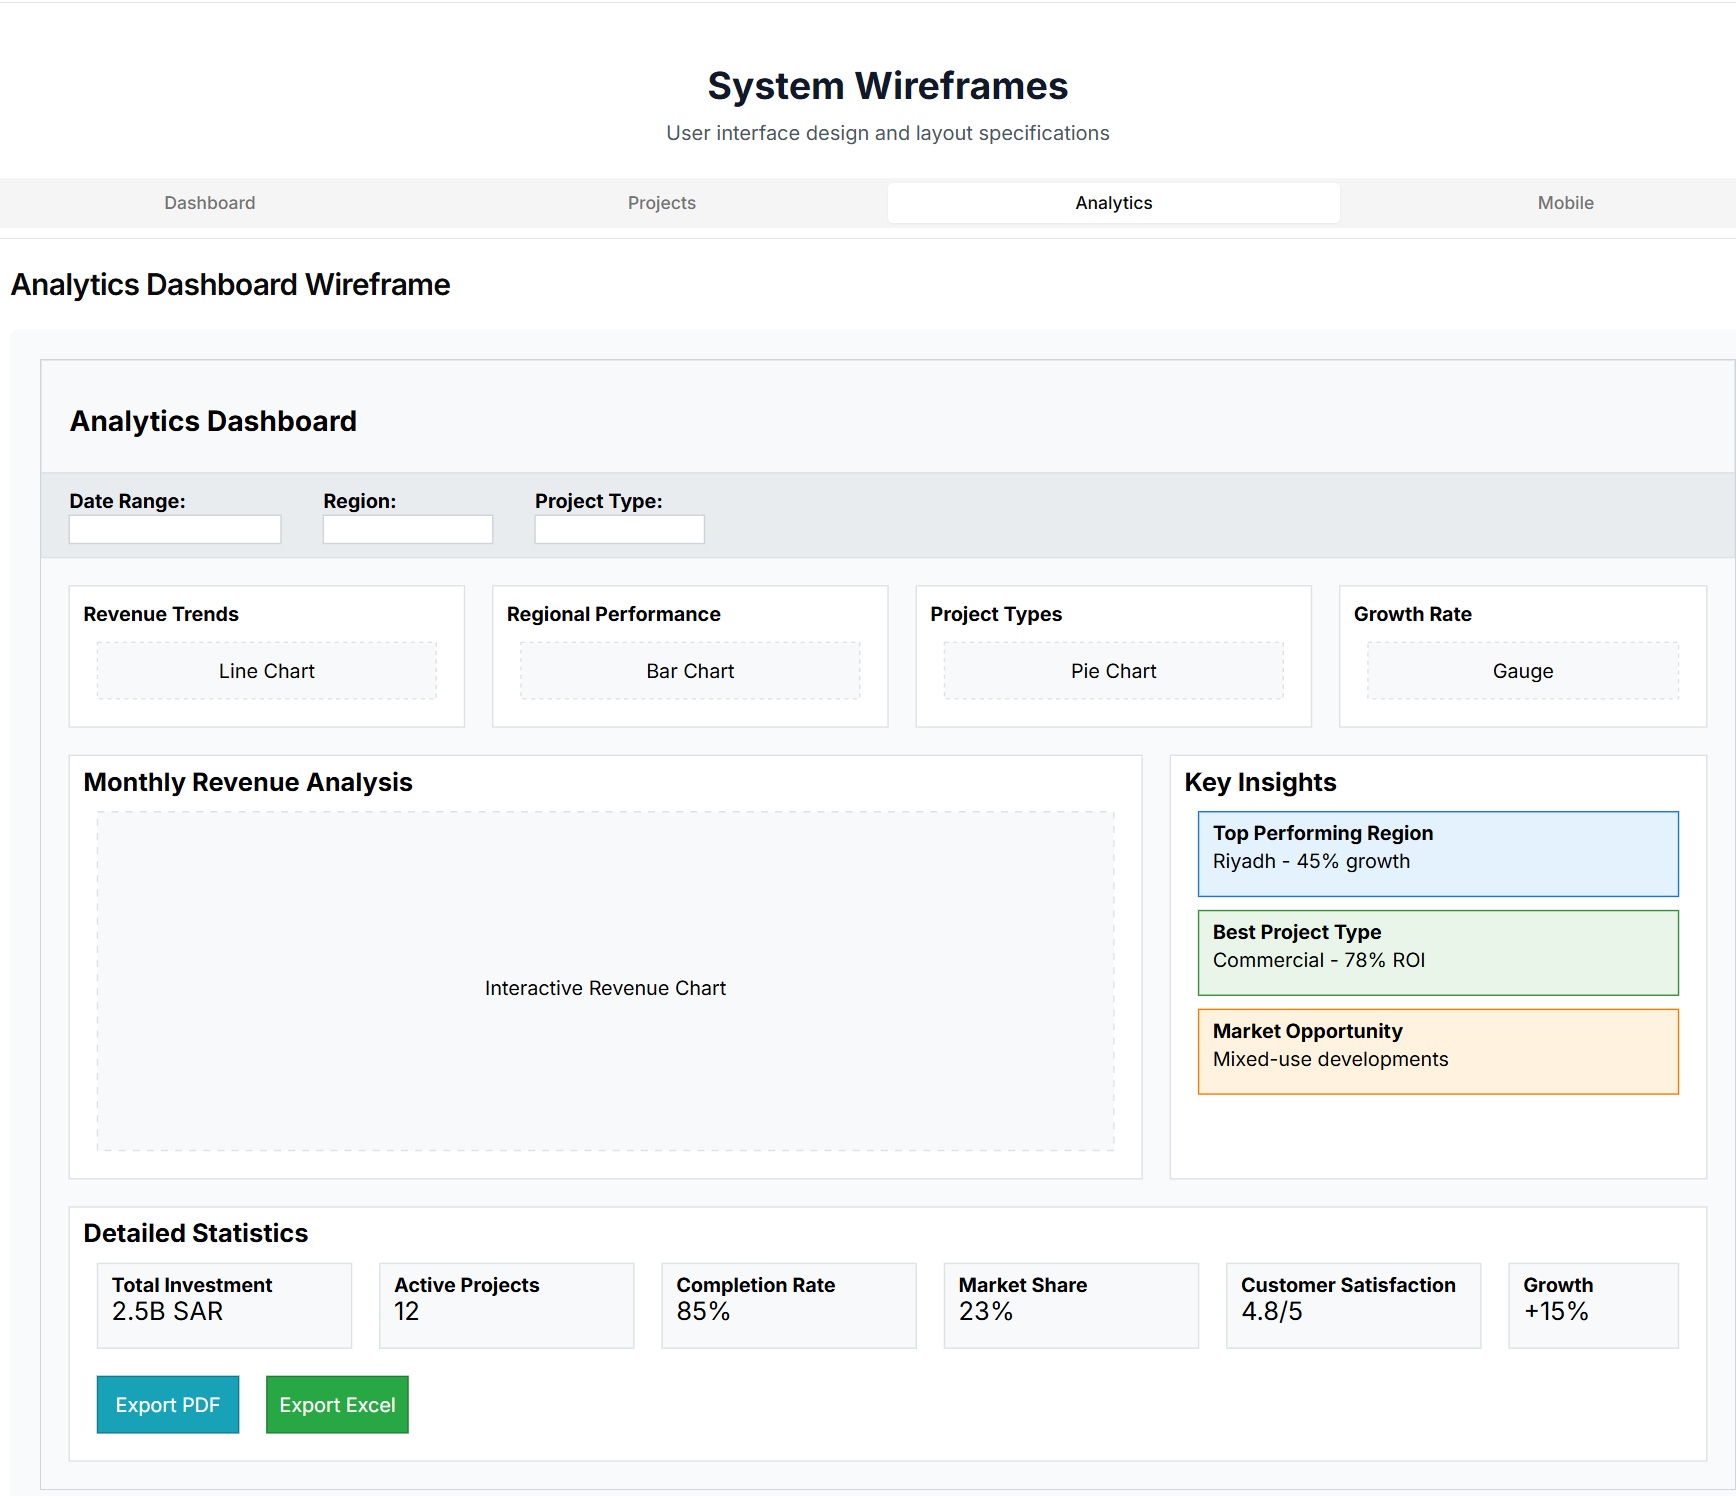 System Wireframes
User interface design and layout specifications
Dashboard
Projects
Analytics
Mobile
Analytics Dashboard Wireframe
Analytics Dashboard
Date Range:
Region:
Project Type:
Revenue Trends
Line Chart
Regional Performance
Bar Chart
Project Types
Pie Chart
Growth Rate
Gauge
Monthly Revenue Analysis
Interactive Revenue Chart
Key Insights
Top Performing Region
Riyadh - 45% growth
Best Project Type
Commercial - 78% ROI
Market Opportunity
Mixed-use developments
Detailed Statistics
Total Investment
2.5B SAR
Active Projects
12
Completion Rate
85%
Market Share
23%
Customer Satisfaction
4.8/5
Growth
+15%
Export PDF
Export Excel